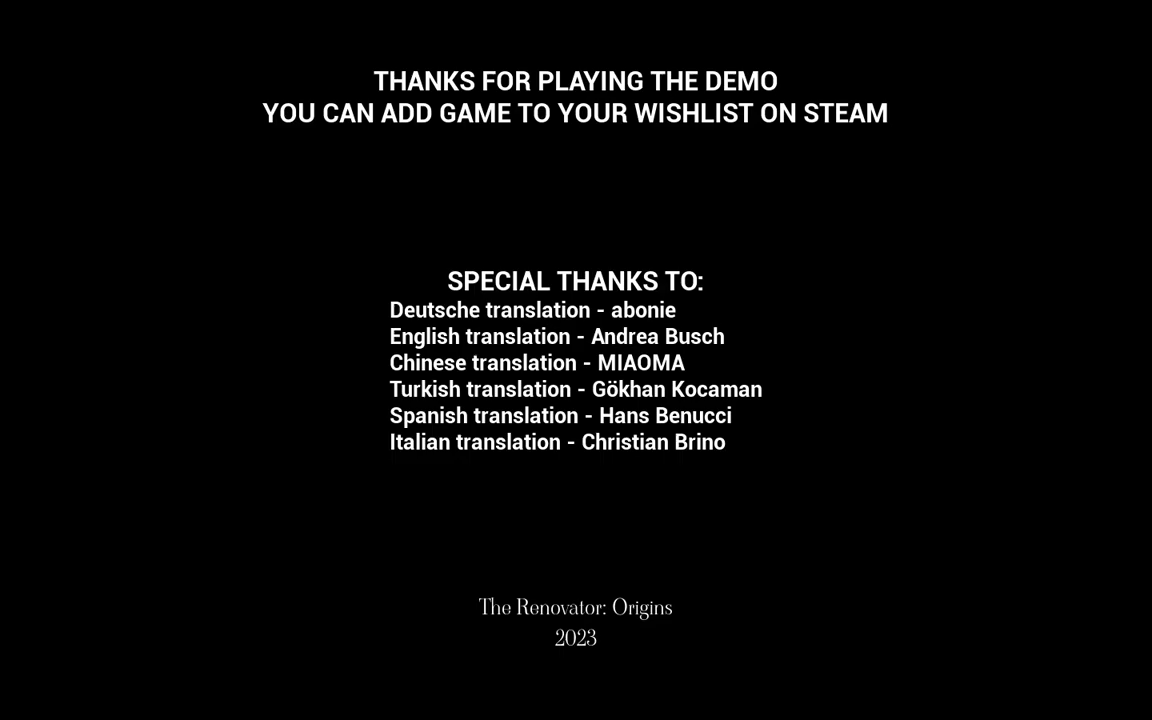 THANKS FOR PLAYING THE DEMO
YOU CAN ADD GAME TO YOUR WISHLIST ON STEAM
SPECIAL THANKS TO:
Deutsche translation - abonie
English translation - Andrea Busch
Chinese translation - MIAOMA
Turkish translation - Gökhan Kocaman
Spanish translation - Hans Benucci
Italian translation - Christian Brino
The Renovator: Origins
2023